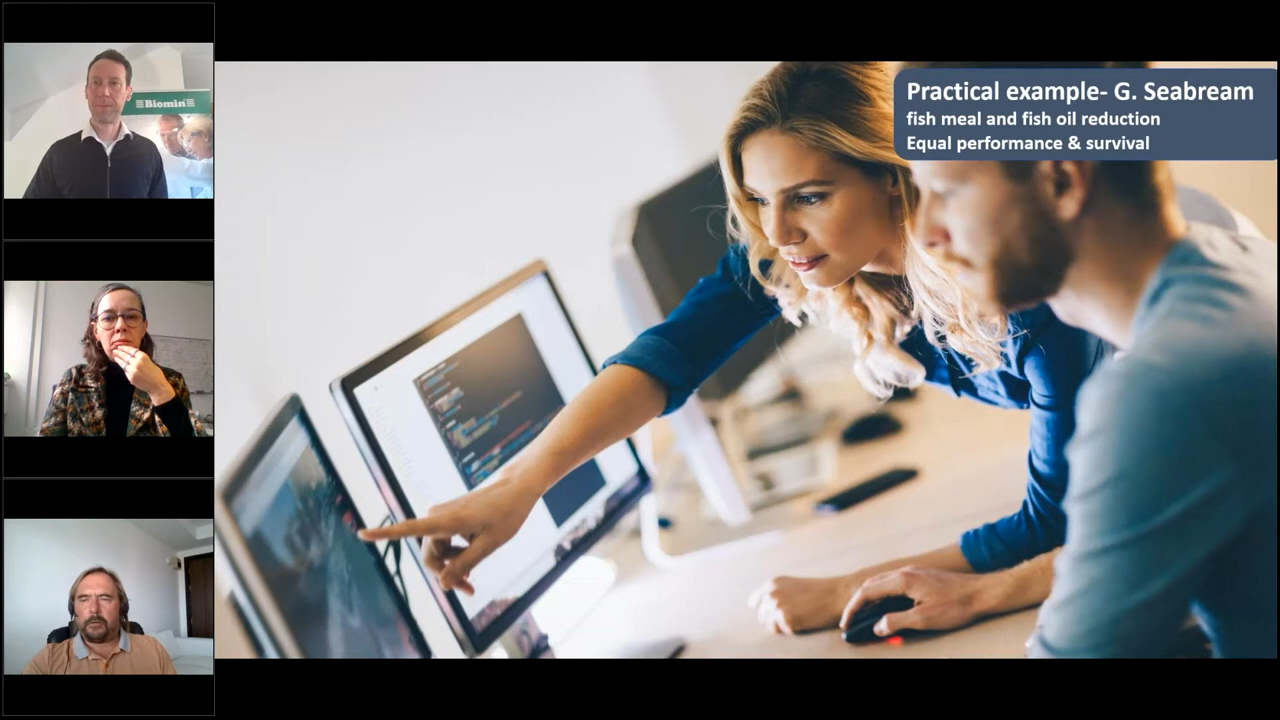 Biomin
Practical example- G. Seabream
fish meal and fish oil reduction
Equal performance & survival